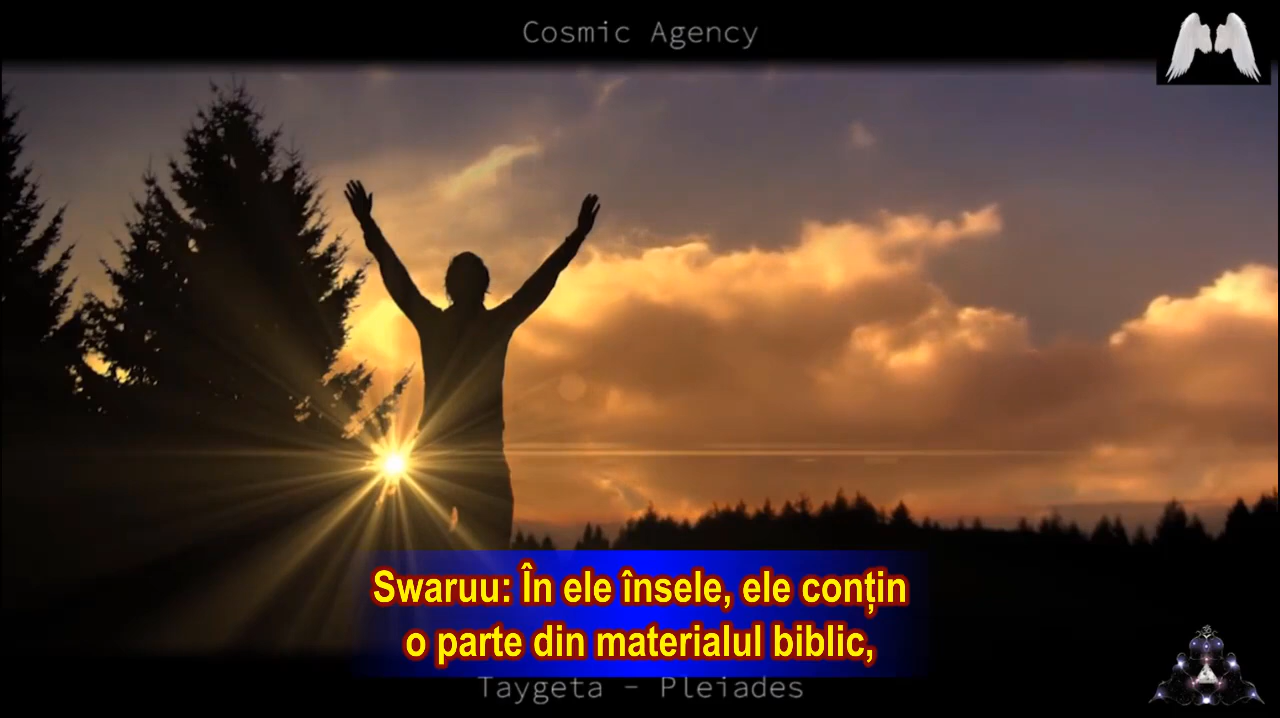 Cosmic Agency
Swaruu: În ele însele, ele conțin
o parte din materialul biblic,
Taygeta - Pleiades